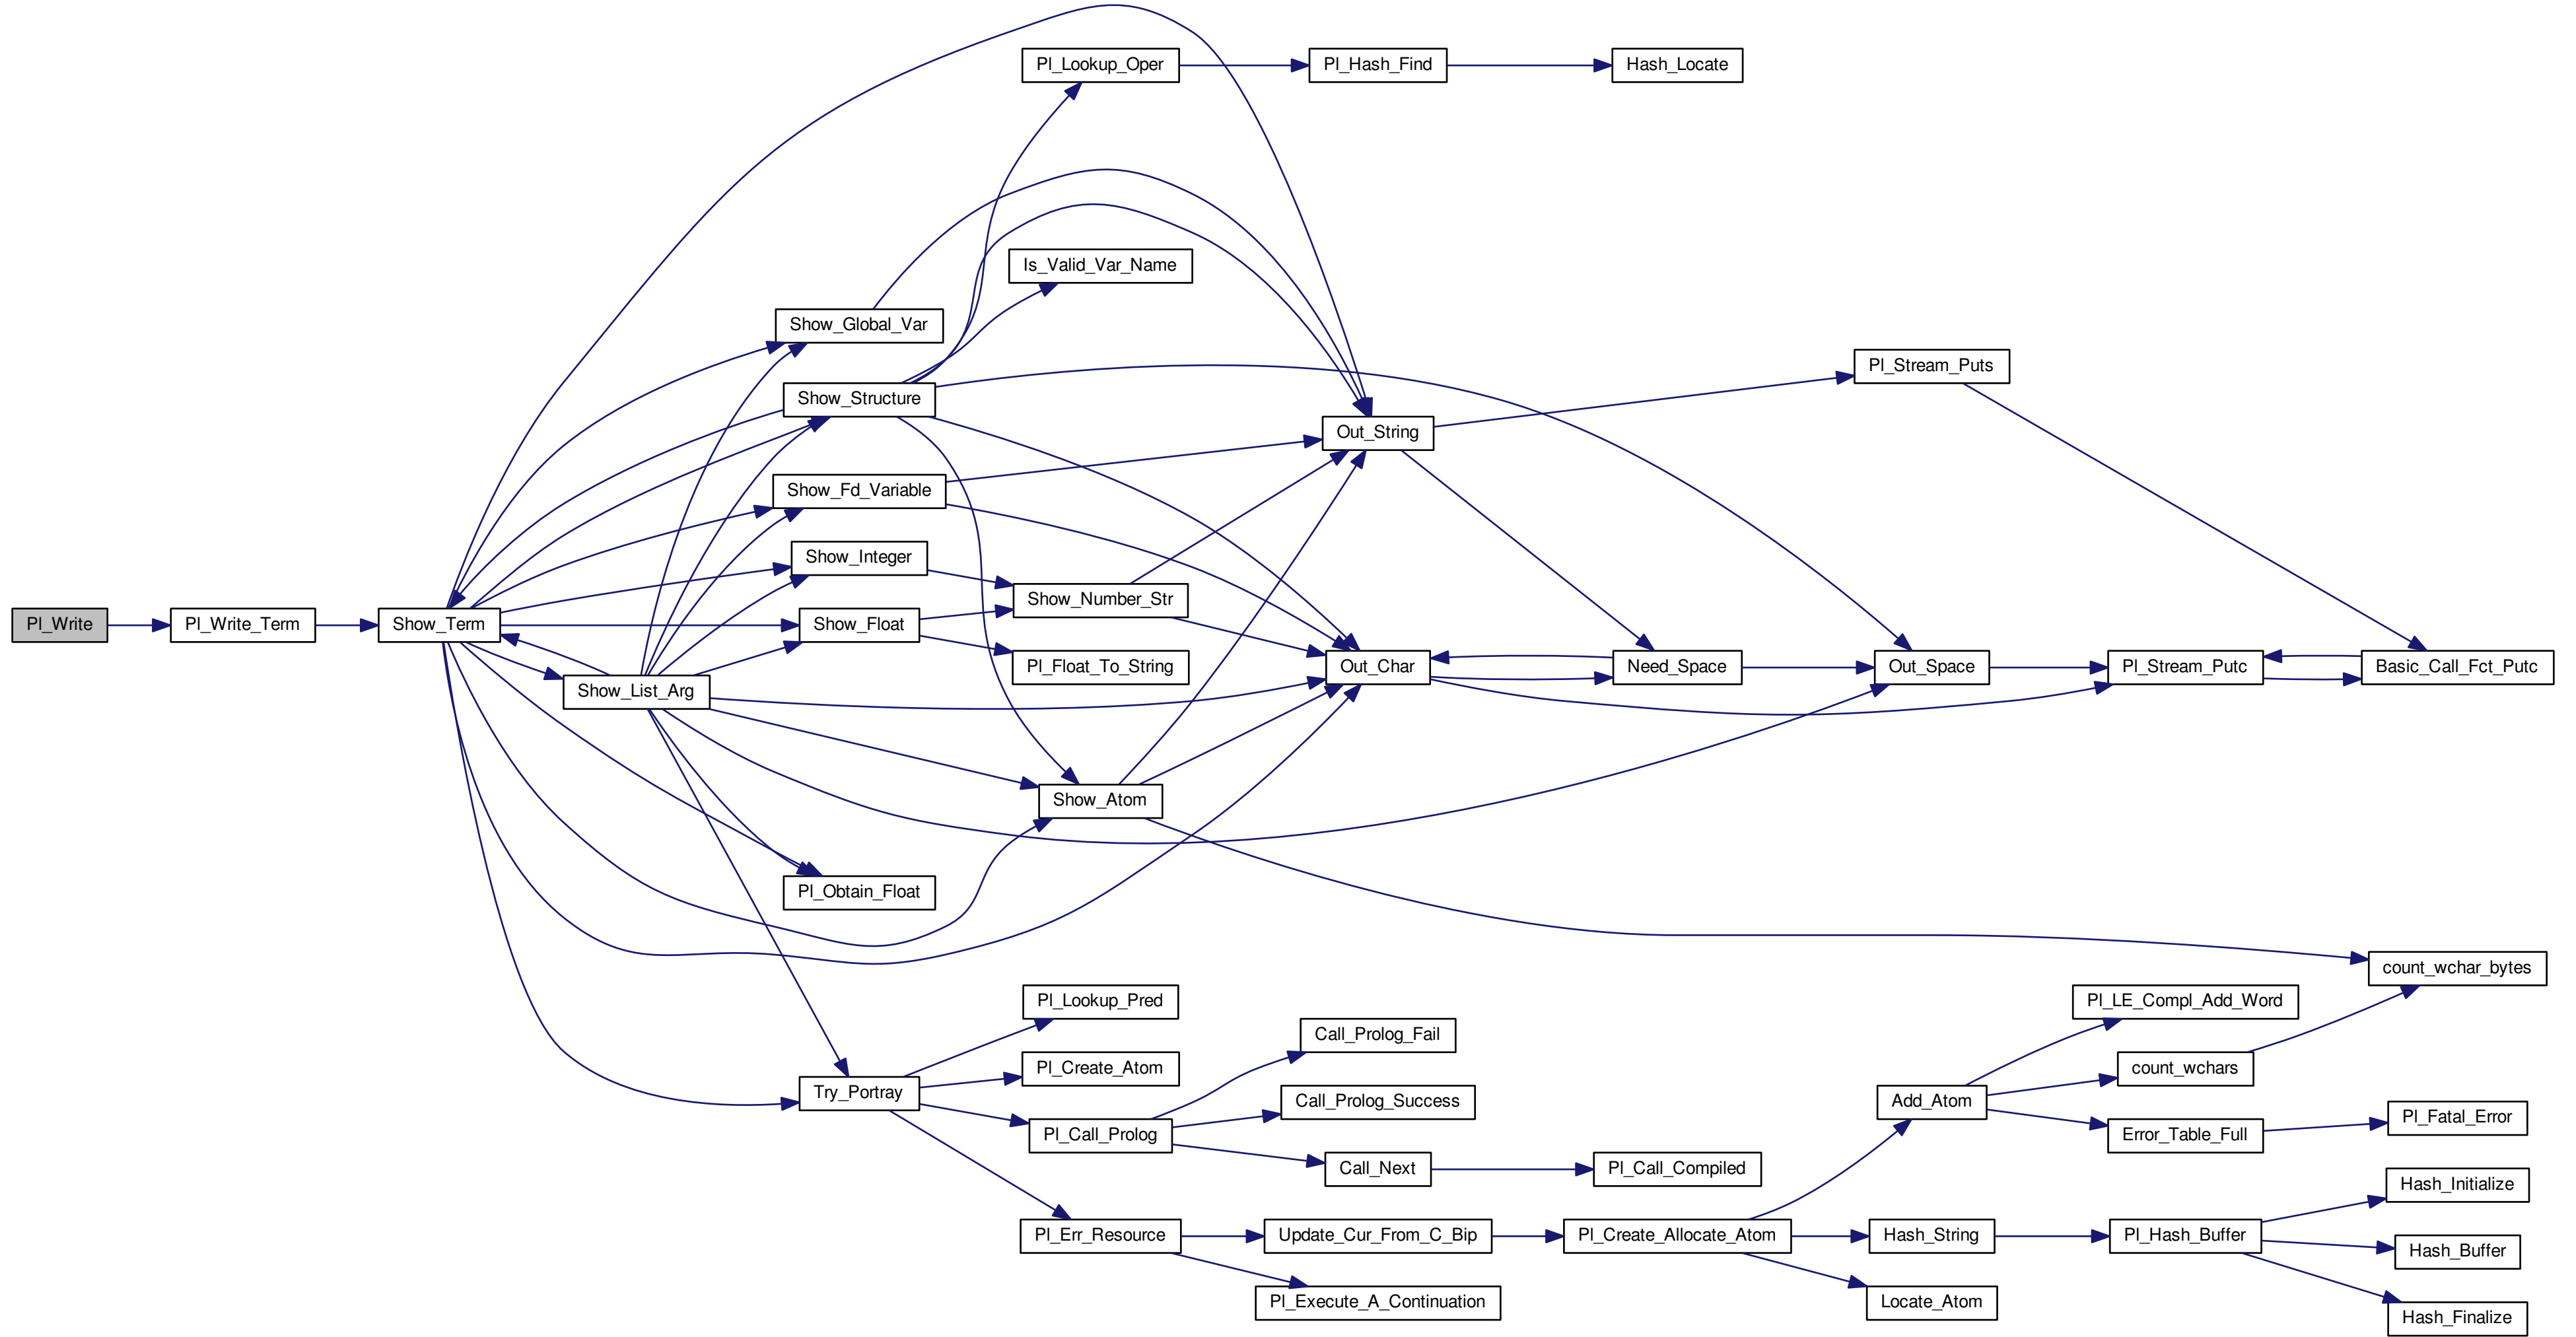 Pl_Lookup_Oper
Pl_Hash_Find
Hash_Locate
Is_Valid_Var_Name
Show_Global_Var
Pl_Stream_Puts
Show_Structure
Out_String
Show_Fd_Variable
Show_Integer
Show_Number_Str
Pl_Write
Pl_Write_Term
Show_Term
Show_Float
Pl_Float_To_String
Out_Char
Need_Space
Out_Space
Pl_Stream_Putc
Basic_Call_Fct_Putc
Show_List_Arg
Show_Atom
Pl_Obtain_Float
count_wchar_bytes
Pl_Lookup_Pred
Pl_LE_Compl_Add_Word
Call_Prolog_Fail
Pl_Create_Atom
count_wchars
Try_Portray
Call_Prolog_Success
Add_Atom
Pl_Call_Prolog
Error_Table_Full
Pl_Fatal_Error
Call_Next
Pl_Call_Compiled
Hash_Initialize
Pl_Err_Resource
Update_Cur_From_C_Bip
Pl_Create_Allocate_Atom
Hash_String
Pl_Hash_Buffer
Hash_Buffer
Pl_Execute_A_Continuation
Locate_Atom
Hash_Finalize